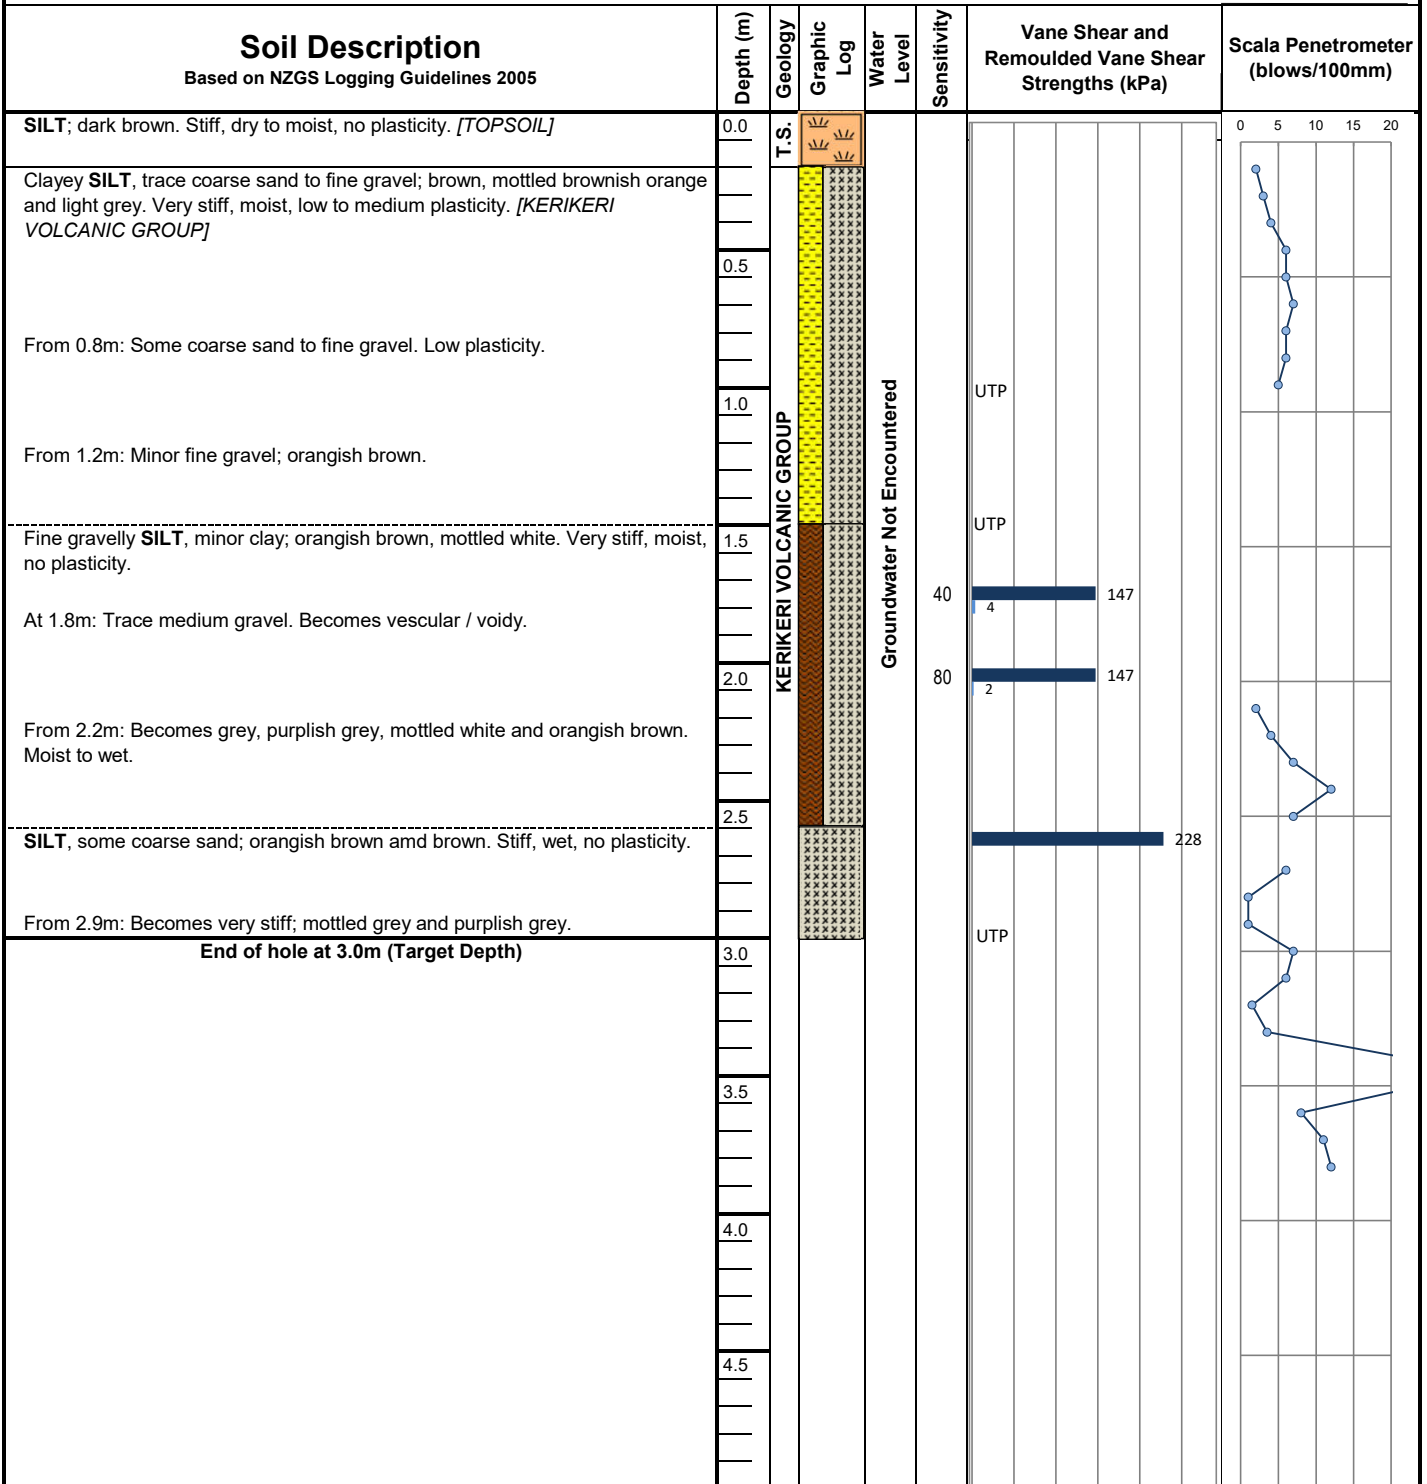 Soil Description
Based on NZGS Logging Guidelines 2005
Depth (m)
Geology
Graphic
Log
Water
Level
Sensitivity
Vane Shear and
Remoulded Vane Shear
Strengths (kPa)
Scala Penetrometer
(blows/100mm)
0 5 10 15 20
SILT; dark brown. Stiff, dry to moist, no plasticity. [TOPSOIL]
0.0
T.S.
Clayey SILT, trace coarse sand to fine gravel; brown, mottled brownish orange
and light grey. Very stiff, moist, low to medium plasticity. [KERIKERI
VOLCANIC GROUP]
0.5
From 0.8m: Some coarse sand to fine gravel. Low plasticity.
UTP
1.0
From 1.2m: Minor fine gravel; orangish brown.
KERIKERI VOLCANIC GROUP
Groundwater Not Encountered
UTP
Fine gravelly SILT, minor clay; orangish brown, mottled white. Very stiff, moist,
no plasticity.
1.5
40
147
4
At 1.8m: Trace medium gravel. Becomes vescular / voidy.
2.0
80
147
2
From 2.2m: Becomes grey, purplish grey, mottled white and orangish brown.
Moist to wet.
2.5
SILT, some coarse sand; orangish brown amd brown. Stiff, wet, no plasticity.
228
From 2.9m: Becomes very stiff; mottled grey and purplish grey.
UTP
End of hole at 3.0m (Target Depth)
3.0
3.5
4.0
4.5